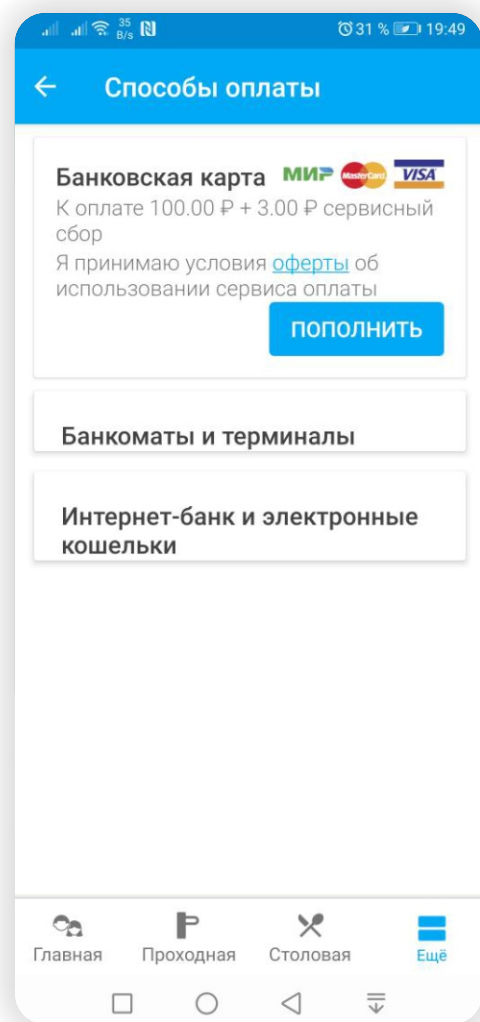 35
B/s
31 % 19:49
Способы оплаты
Банковская карта МИР MasterCard VISA
К оплате 100.00 ₽ + 3.00 ₽ сервисный
сбор
Я принимаю условия оферты об
использовании сервиса оплаты
ПОПОЛНИТЬ
Банкоматы и терминалы
Интернет-банк и электронные
кошельки
Главная Проходная Столовая Ещё